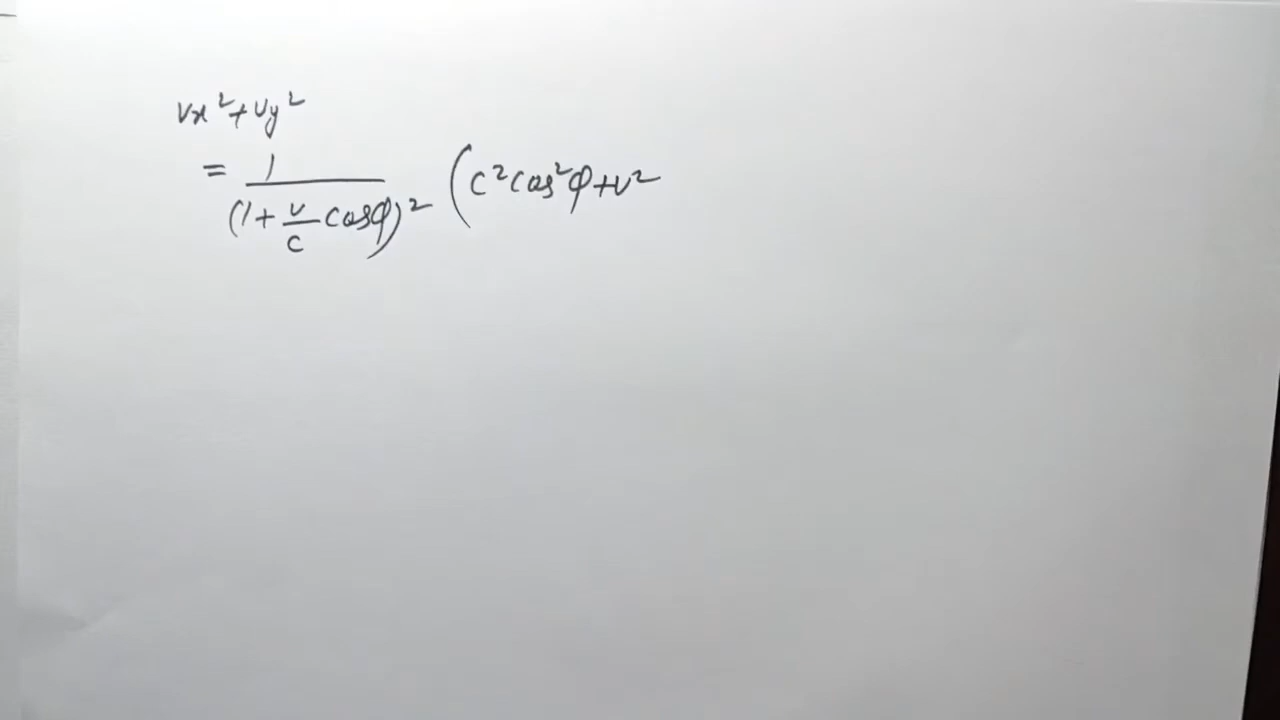 vx²+vy²
= 1/(1+v/c cosφ)² (c²cos²φ+v²